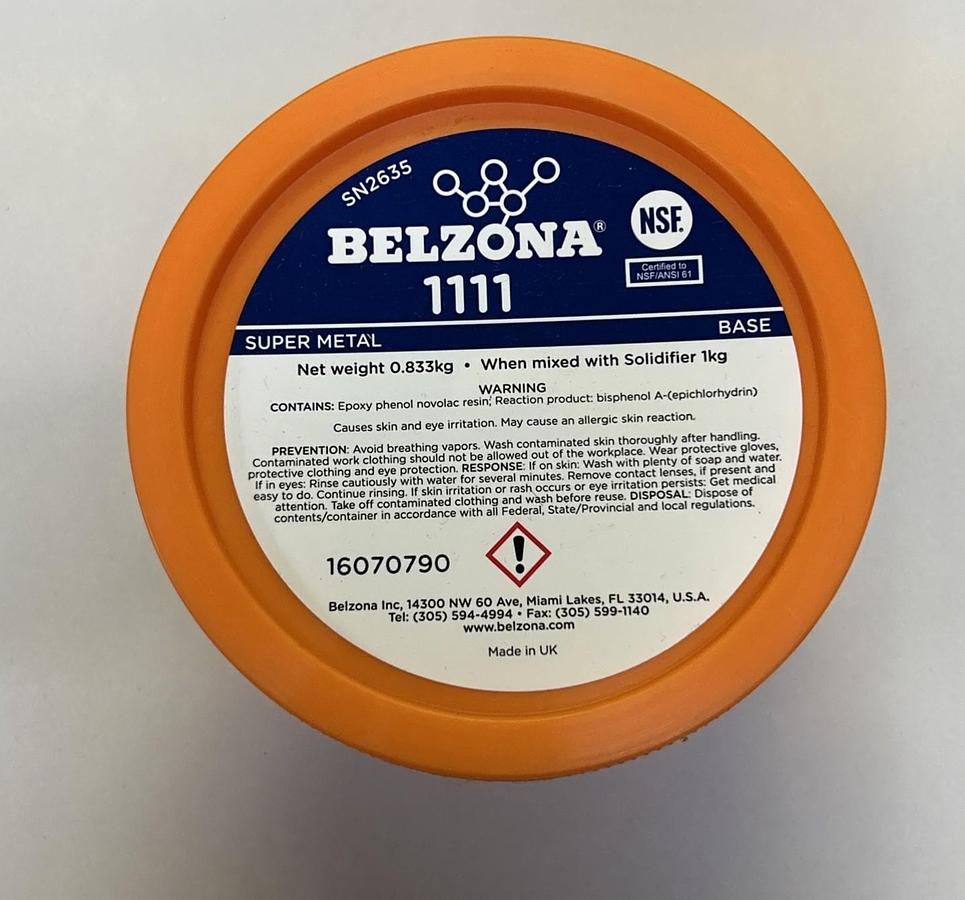 SN2635
BELZONA®
NSF.
Certified to
NSF/ANSI 61
1111
SUPER METAL
BASE
Net weight 0.833kg • When mixed with Solidifier 1kg
WARNING
CONTAINS: Epoxy phenol novolac resin; Reaction product: bisphenol A-(epichlorhydrin)
Causes skin and eye irritation. May cause an allergic skin reaction.
PREVENTION: Avoid breathing vapors. Wash contaminated skin thoroughly after handling.
Contaminated work clothing should not be allowed out of the workplace. Wear protective gloves,
protective clothing and eye protection. RESPONSE: If on skin: Wash with plenty of soap and water.
If in eyes: Rinse cautiously with water for several minutes. Remove contact lenses, if present and
easy to do. Continue rinsing. If skin irritation or rash occurs or eye irritation persists: Get medical
attention. Take off contaminated clothing and wash before reuse. DISPOSAL: Dispose of
contents/container in accordance with all Federal, State/Provincial and local regulations.
16070790
Belzona Inc, 14300 NW 60 Ave, Miami Lakes, FL 33014, U.S.A.
Tel: (305) 594-4994 • Fax: (305) 599-1140
www.belzona.com
Made in UK